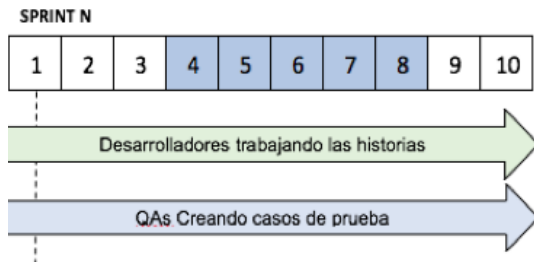 SPRINT N
1 2 3 4 5 6 7 8 9 10
Desarrolladores trabajando las historias
QAs Creando casos de prueba